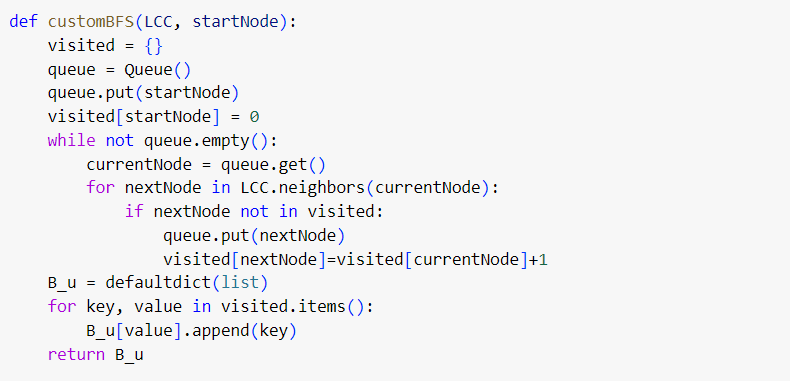 def customBFS(LCC, startNode):
    visited = {}
    queue = Queue()
    queue.put(startNode)
    visited[startNode] = 0
    while not queue.empty():
        currentNode = queue.get()
        for nextNode in LCC.neighbors(currentNode):
            if nextNode not in visited:
                queue.put(nextNode)
                visited[nextNode]=visited[currentNode]+1
    B_u = defaultdict(list)
    for key, value in visited.items():
        B_u[value].append(key)
    return B_u